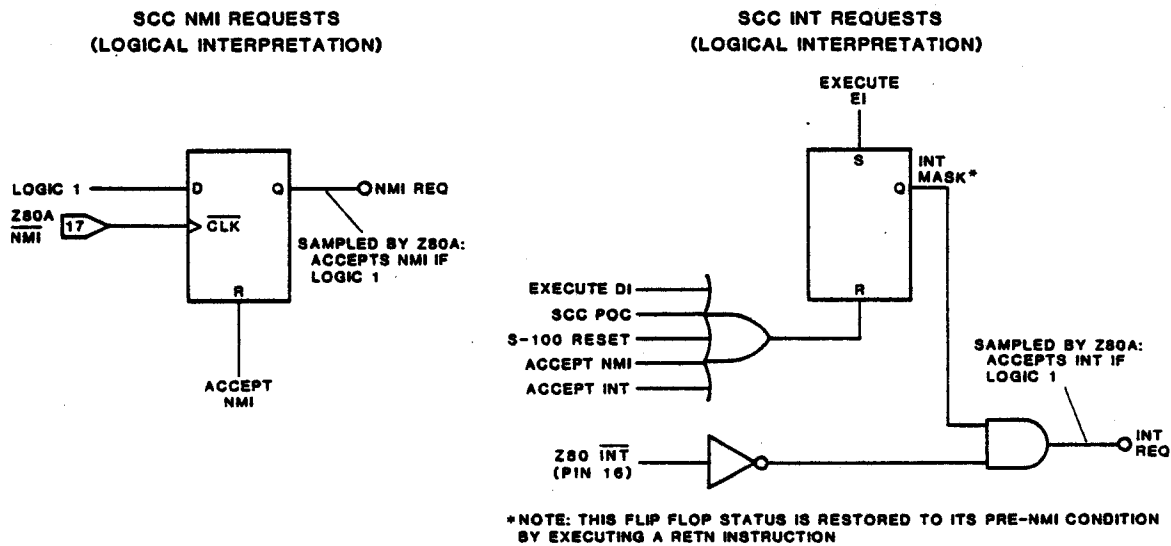 SCC NMI REQUESTS
(LOGICAL INTERPRETATION)
LOGIC 1
D
Q
NMI REQ
Z80A
NMI
17
CLK
SAMPLED BY Z80A:
ACCEPTS NMI IF
LOGIC 1
R
ACCEPT
NMI
SCC INT REQUESTS
(LOGICAL INTERPRETATION)
EXECUTE
EI
S
INT
MASK*
Q
R
EXECUTE DI
SCC POC
S-100 RESET
ACCEPT NMI
ACCEPT INT
SAMPLED BY Z80A:
ACCEPTS INT IF
LOGIC 1
Z80 INT
(PIN 16)
INT
REQ
*NOTE: THIS FLIP FLOP STATUS IS RESTORED TO ITS PRE-NMI CONDITION
BY EXECUTING A RETN INSTRUCTION